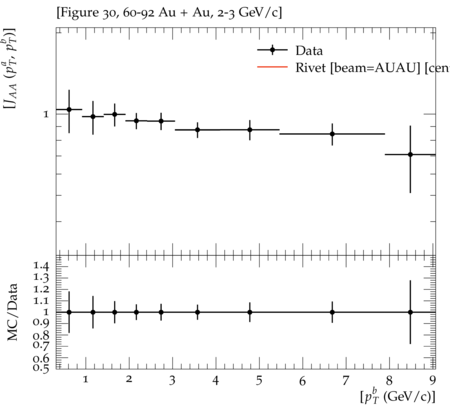 [Figure 30, 60-92 Au + Au, 2-3 GeV/c]
[J_AA (p_T^a, p_T^b)]
Data
Rivet [beam=AUAU] [cen
1
MC/Data
1.4
1.3
1.2
1.1
1
0.9
0.8
0.7
0.6
0.5
1 2 3 4 5 6 7 8 9
[p_T^b (GeV/c)]